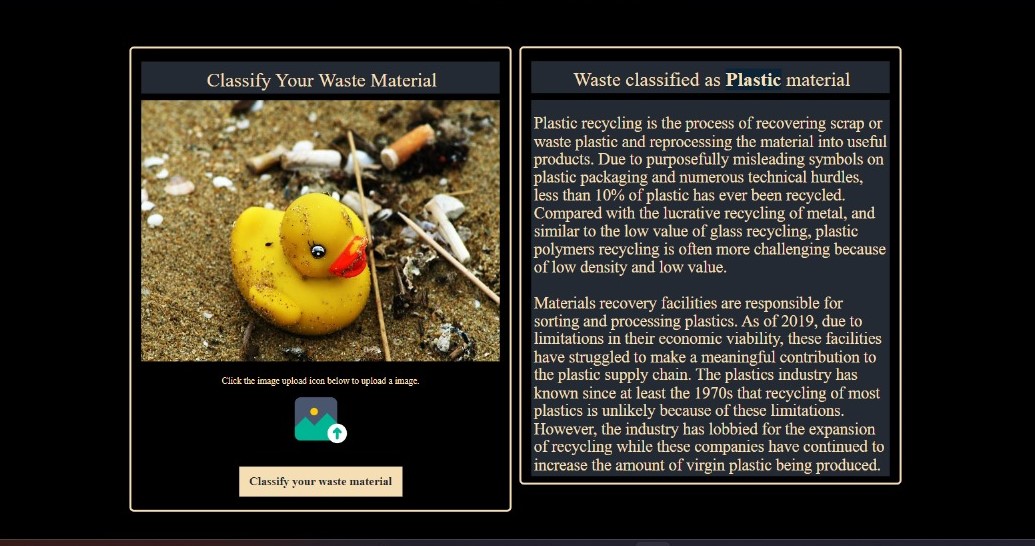 Classify Your Waste Material
Click the image upload icon below to upload a image.
Classify your waste material
Waste classified as Plastic material
Plastic recycling is the process of recovering scrap or
waste plastic and reprocessing the material into useful
products. Due to purposefully misleading symbols on
plastic packaging and numerous technical hurdles,
less than 10% of plastic has ever been recycled.
Compared with the lucrative recycling of metal, and
similar to the low value of glass recycling, plastic
polymers recycling is often more challenging because
of low density and low value.
Materials recovery facilities are responsible for
sorting and processing plastics. As of 2019, due to
limitations in their economic viability, these facilities
have struggled to make a meaningful contribution to
the plastic supply chain. The plastics industry has
known since at least the 1970s that recycling of most
plastics is unlikely because of these limitations.
However, the industry has lobbied for the expansion
of recycling while these companies have continued to
increase the amount of virgin plastic being produced.